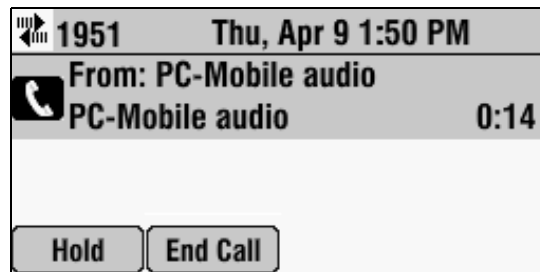 1951 Thu, Apr 9 1:50 PM
From: PC-Mobile audio
PC-Mobile audio 0:14
Hold End Call